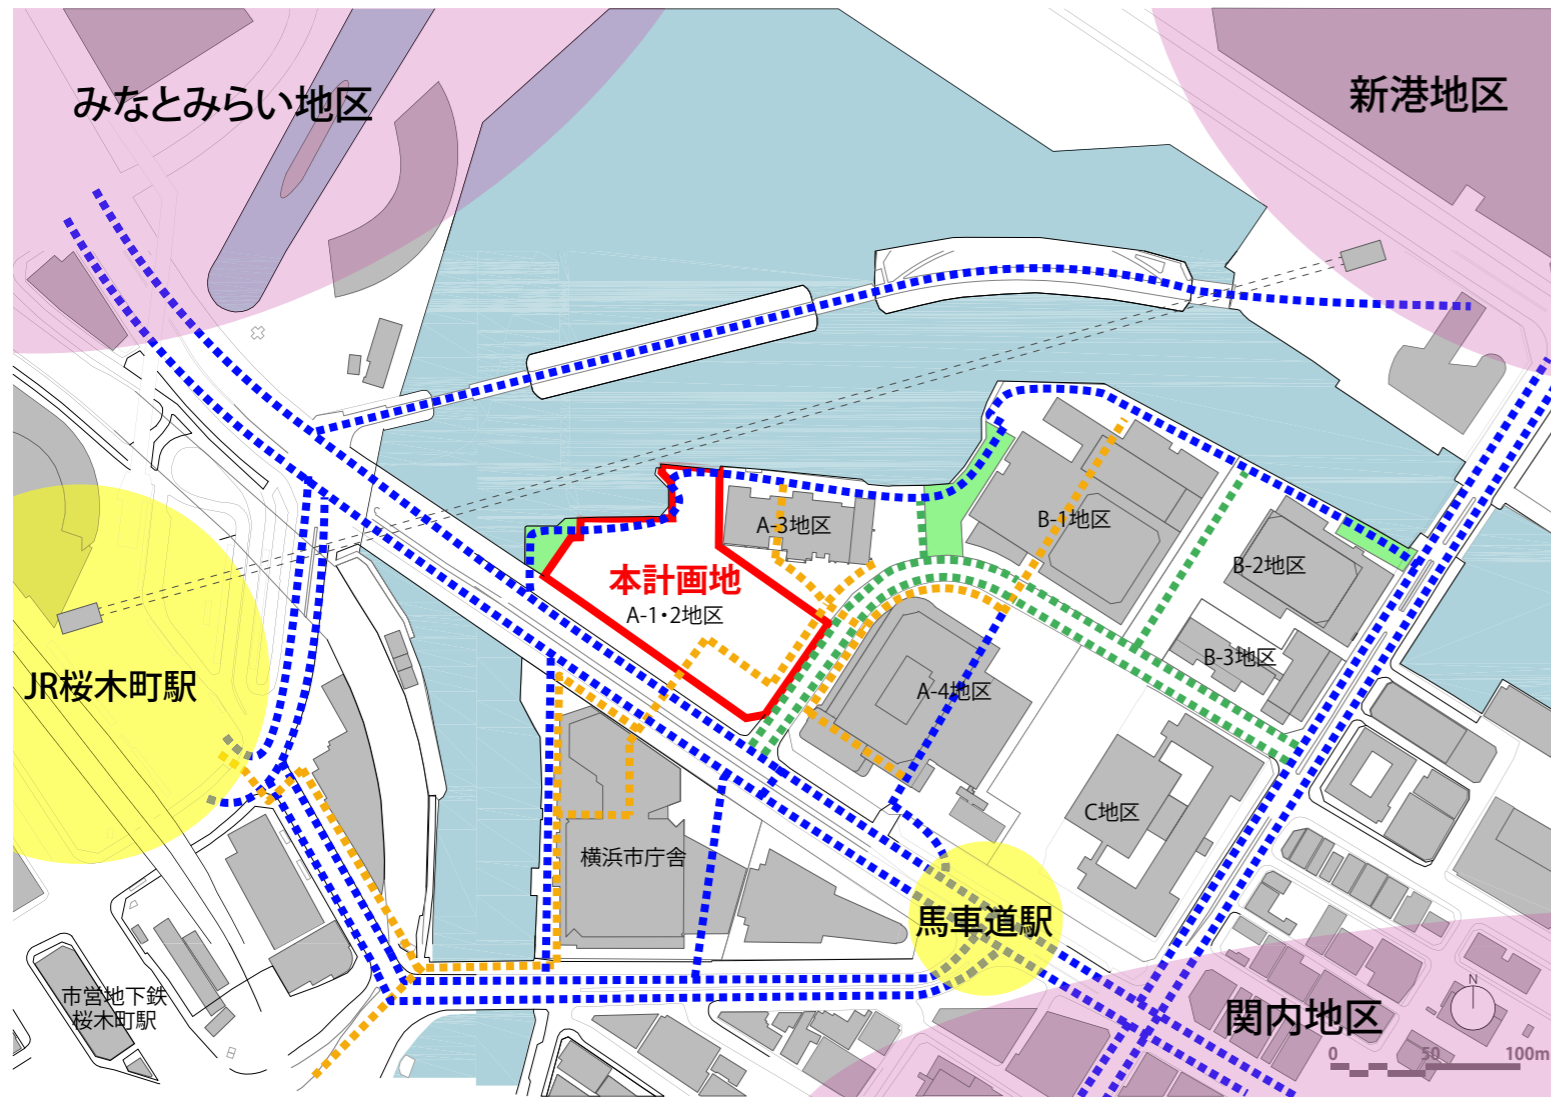 みなとみらい地区
新港地区
A-3地区
B-1地区
本計画地
A-1・2地区
B-2地区
B-3地区
JR桜木町駅
A-4地区
C地区
横浜市庁舎
馬車道駅
市営地下鉄
桜木町駅
関内地区
N
0 50 100m